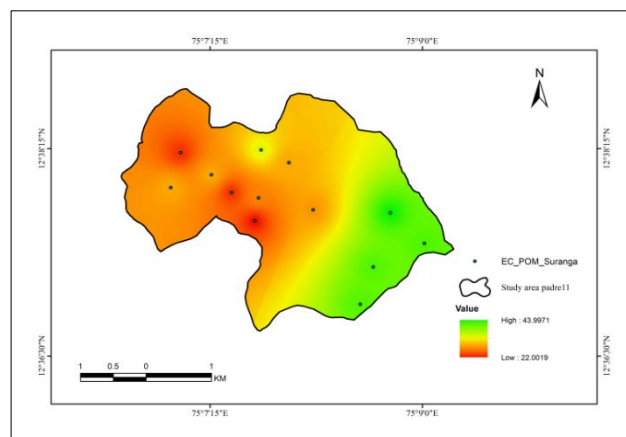 75°7'15"E 75°9'0"E
N
12°38'15"N 12°38'15"N
EC_POM_Suranga
Study area padre11
Value
High : 43.9971
Low : 22.0019
12°36'30"N 12°36'30"N
1 0.5 0 1
KM
75°7'15"E 75°9'0"E